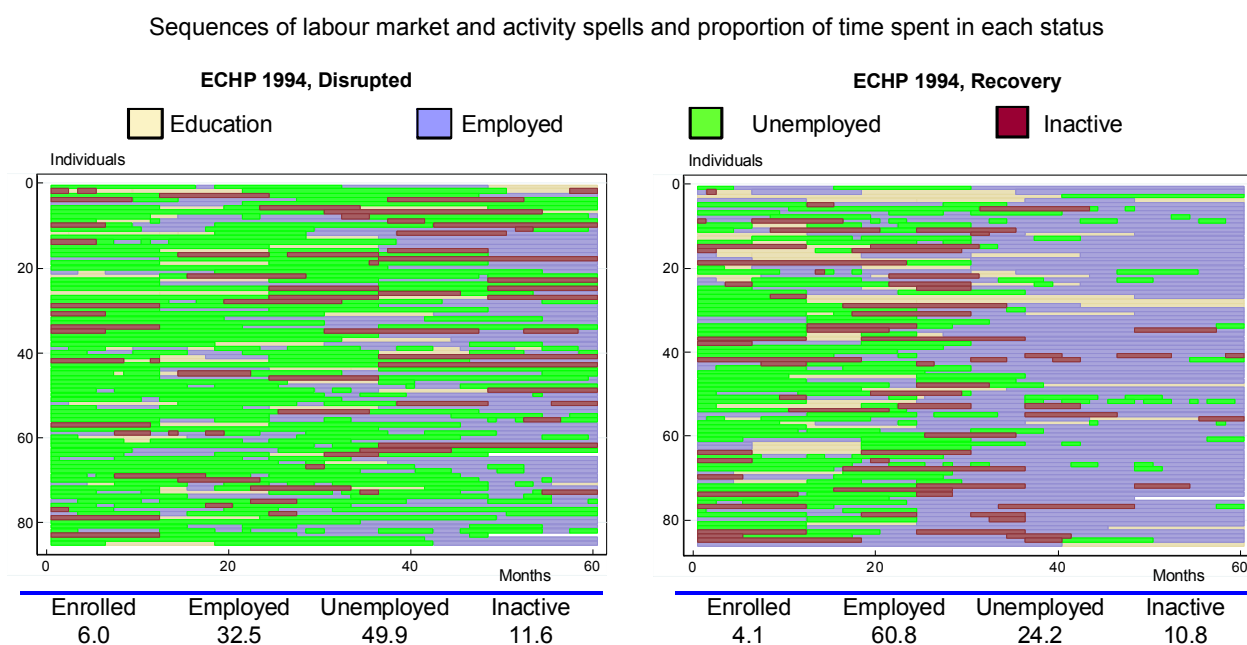 Sequences of labour market and activity spells and proportion of time spent in each status
ECHP 1994, Disrupted
ECHP 1994, Recovery
Education
Employed
Unemployed
Inactive
Individuals
0
20
40
60
80
0
20
40
60
Months
Individuals
0
20
40
60
80
0
20
40
60
Months
Enrolled Employed Unemployed Inactive
6.0 32.5 49.9 11.6
Enrolled Employed Unemployed Inactive
4.1 60.8 24.2 10.8